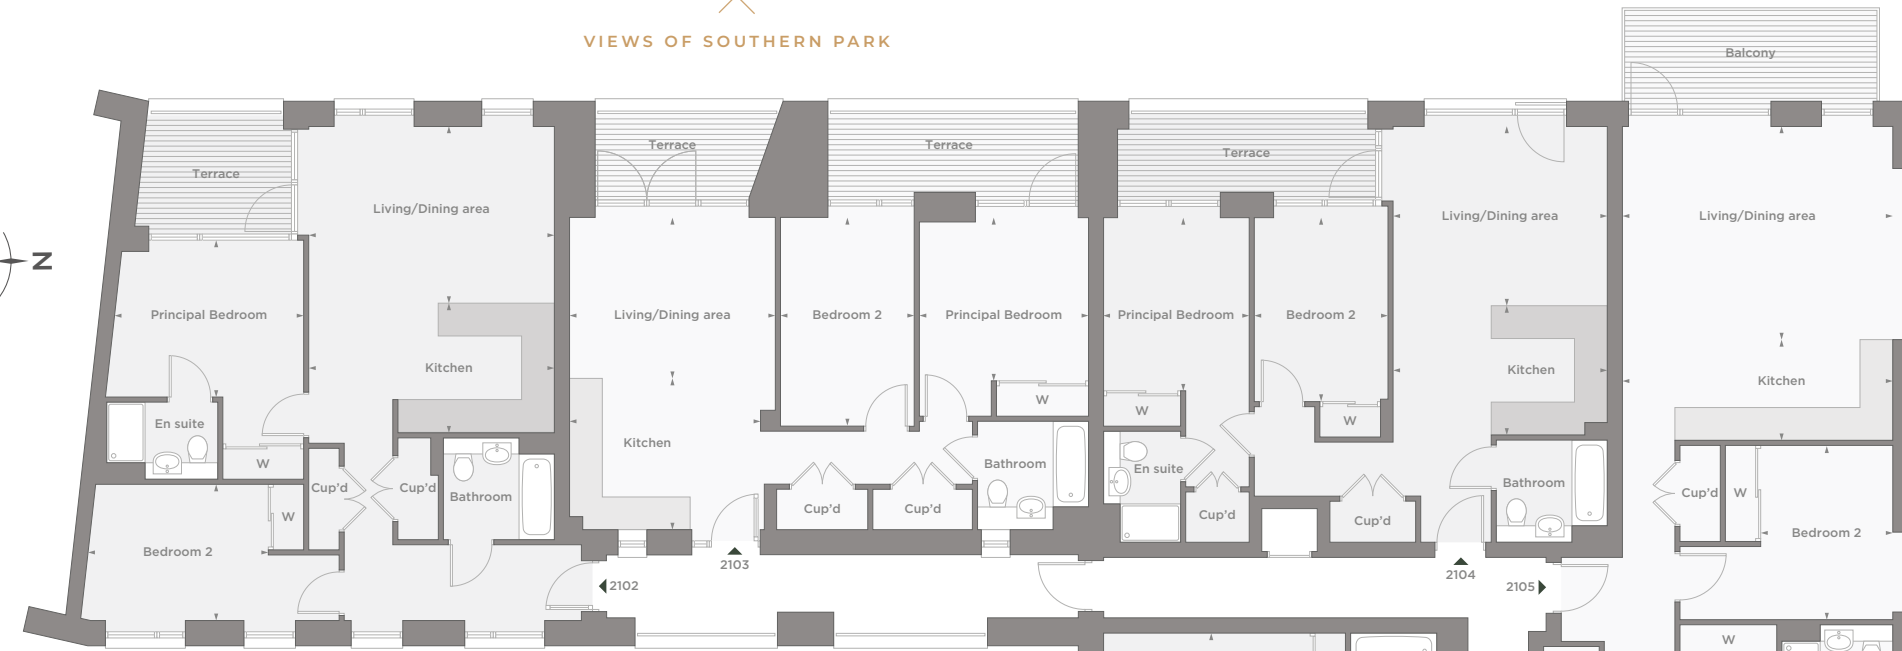 VIEWS OF SOUTHERN PARK
Balcony
Terrace
Terrace
Terrace
Terrace
Living/Dining area
Living/Dining area
Living/Dining area
N
Principal Bedroom
Living/Dining area
Bedroom 2
Principal Bedroom
Principal Bedroom
Bedroom 2
Kitchen
Kitchen
Kitchen
W
W
W
En suite
Kitchen
W
Bathroom
En suite
Cup'd
Cup'd
Bathroom
Bathroom
Cup'd
W
W
Cup'd
Cup'd
Cup'd
Cup'd
Bedroom 2
Bedroom 2
2103
2104
2102
2105
W